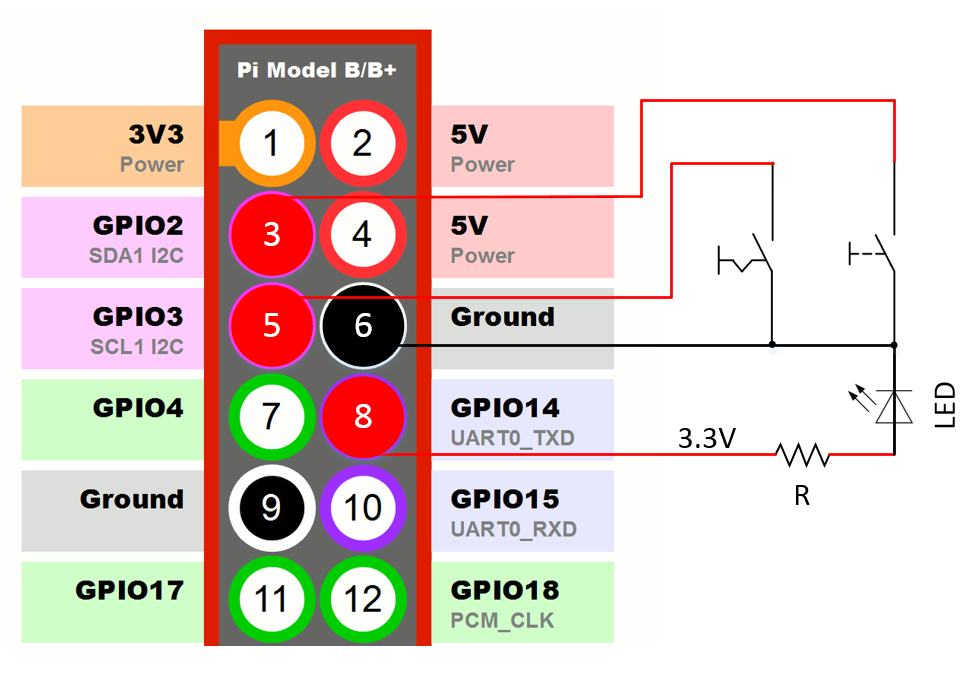 Pi Model B/B+
3V3
Power
1
2
5V
Power
GPIO2
SDA1 I2C
3
4
5V
Power
GPIO3
SCL1 I2C
5
6
Ground
GPIO4
7
8
GPIO14
UART0_TXD
3.3V
R
LED
Ground
9
10
GPIO15
UART0_RXD
GPIO17
11
12
GPIO18
PCM_CLK